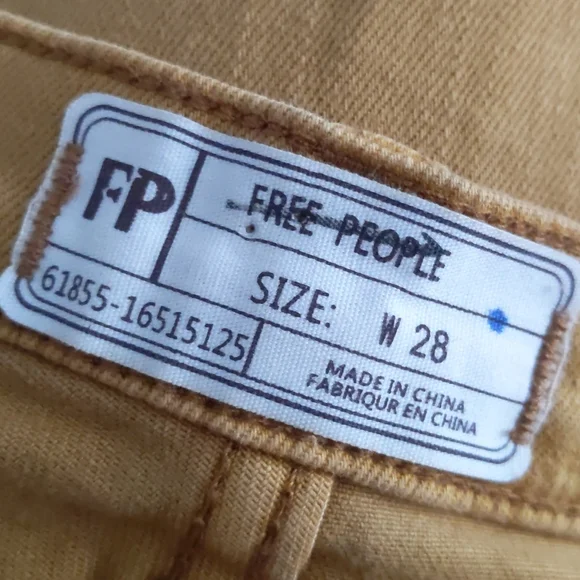 FP
FREE PEOPLE
SIZE: W 28
61855-16515125
MADE IN CHINA
FABRIQUR EN CHINA